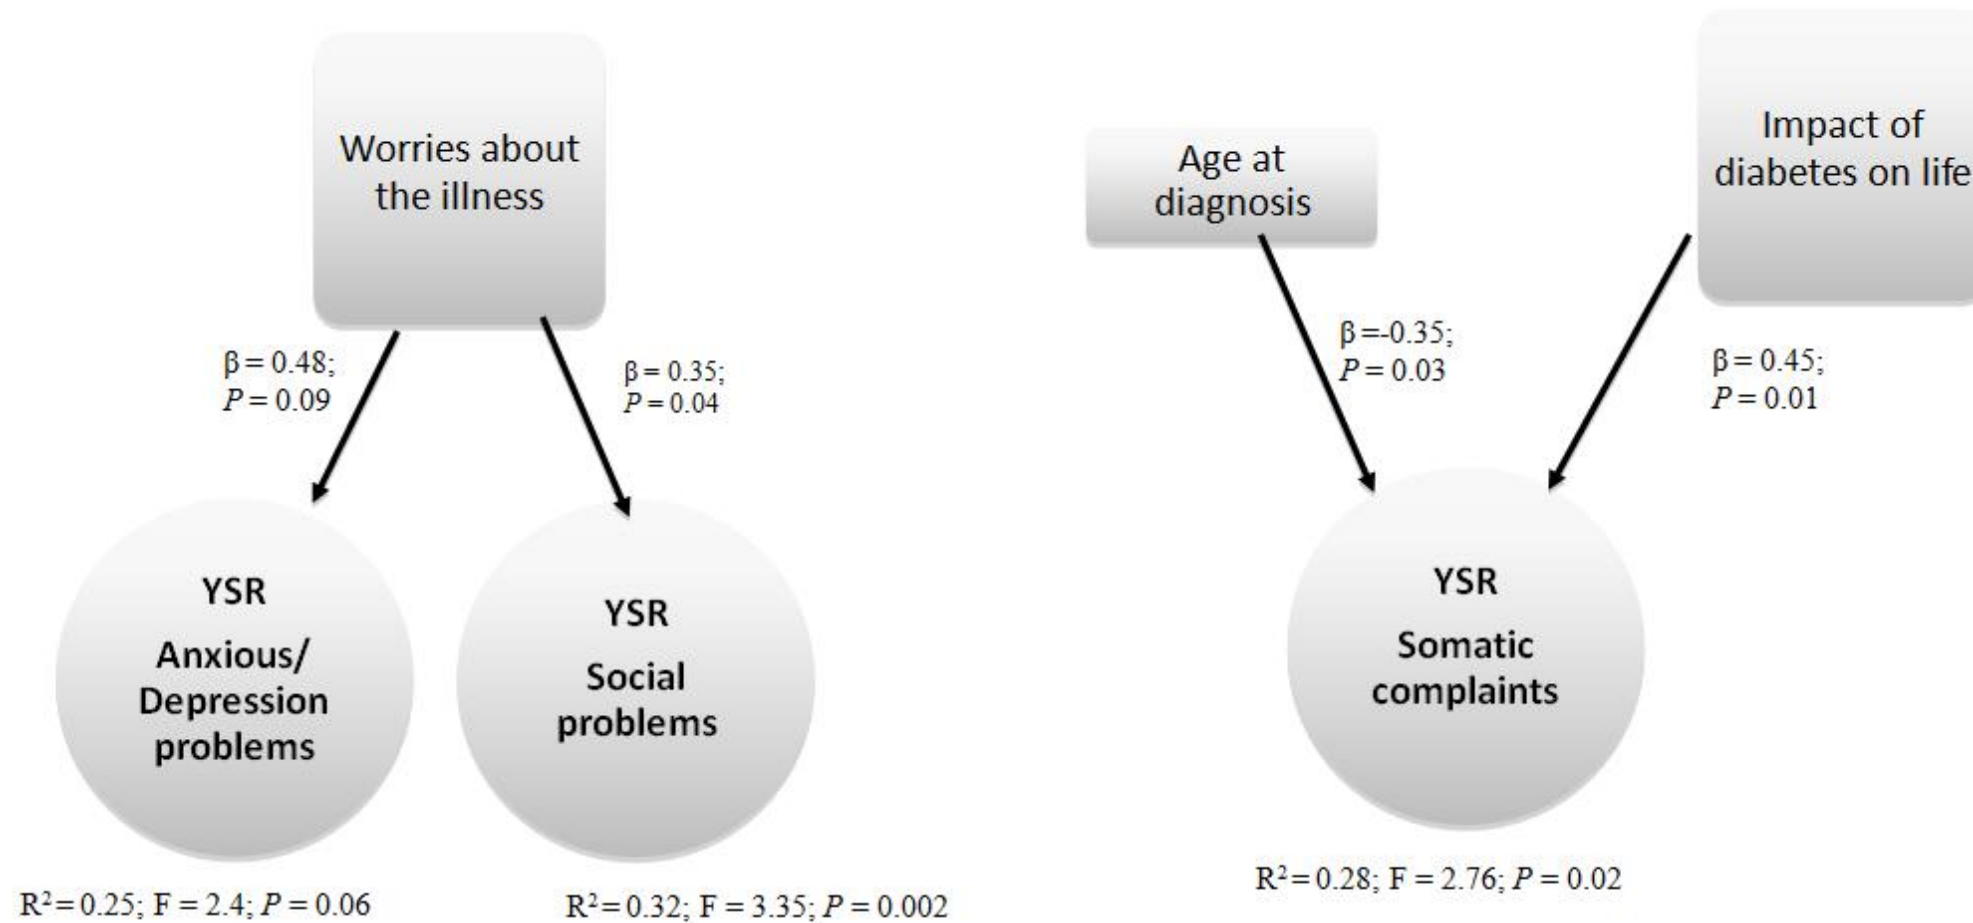 Worries about
the illness
β = 0.48;
P = 0.09
β = 0.35;
P = 0.04
YSR
Anxious/
Depression
problems
YSR
Social
problems
R²= 0.25; F = 2.4; P = 0.06
R²=0.32; F = 3.35; P = 0.002
Age at
diagnosis
Impact of
diabetes on life
β =-0.35;
P = 0.03
β = 0.45;
P = 0.01
YSR
Somatic
complaints
R²= 0.28; F = 2.76; P = 0.02